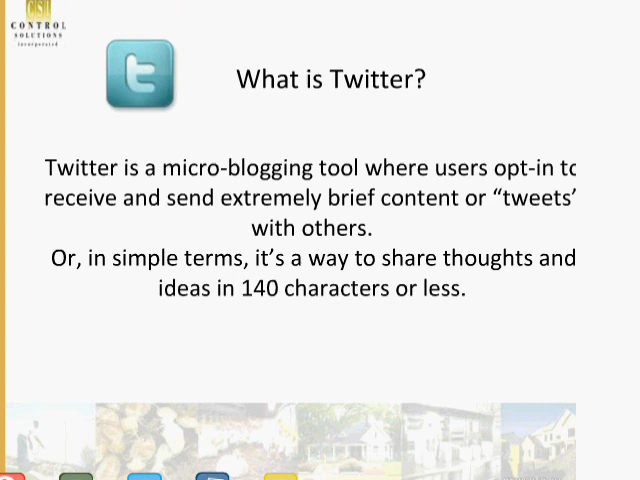 CSI
CONTROL
SOLUTIONS
incorporated
What is Twitter?
Twitter is a micro-blogging tool where users opt-in to
receive and send extremely brief content or “tweets”
with others.
Or, in simple terms, it’s a way to share thoughts and
ideas in 140 characters or less.